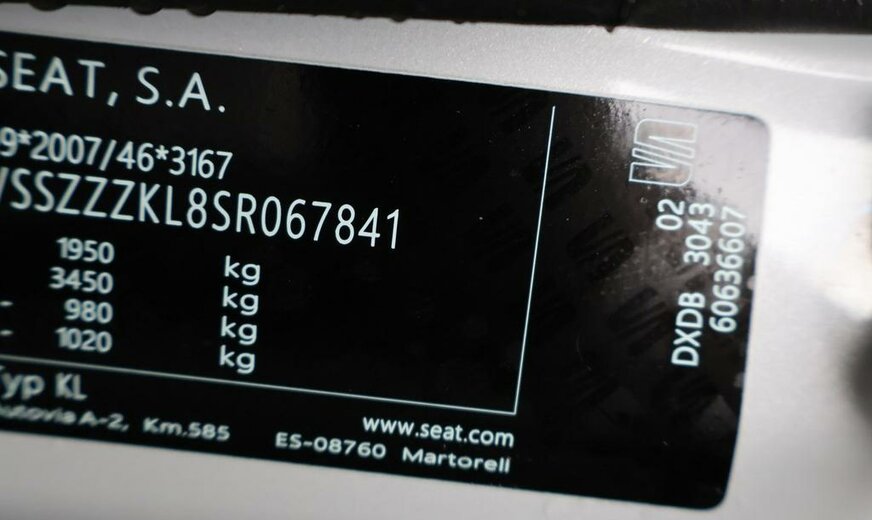 SEAT, S.A.
9*2007/46*3167
VSSZZZKL8SR067841
1950 kg
3450 kg
- 980 kg
- 1020 kg
Typ KL
Autovia A-2, Km.585
www.seat.com
ES-08760 Martorell
02
DXDB 3043
60636607